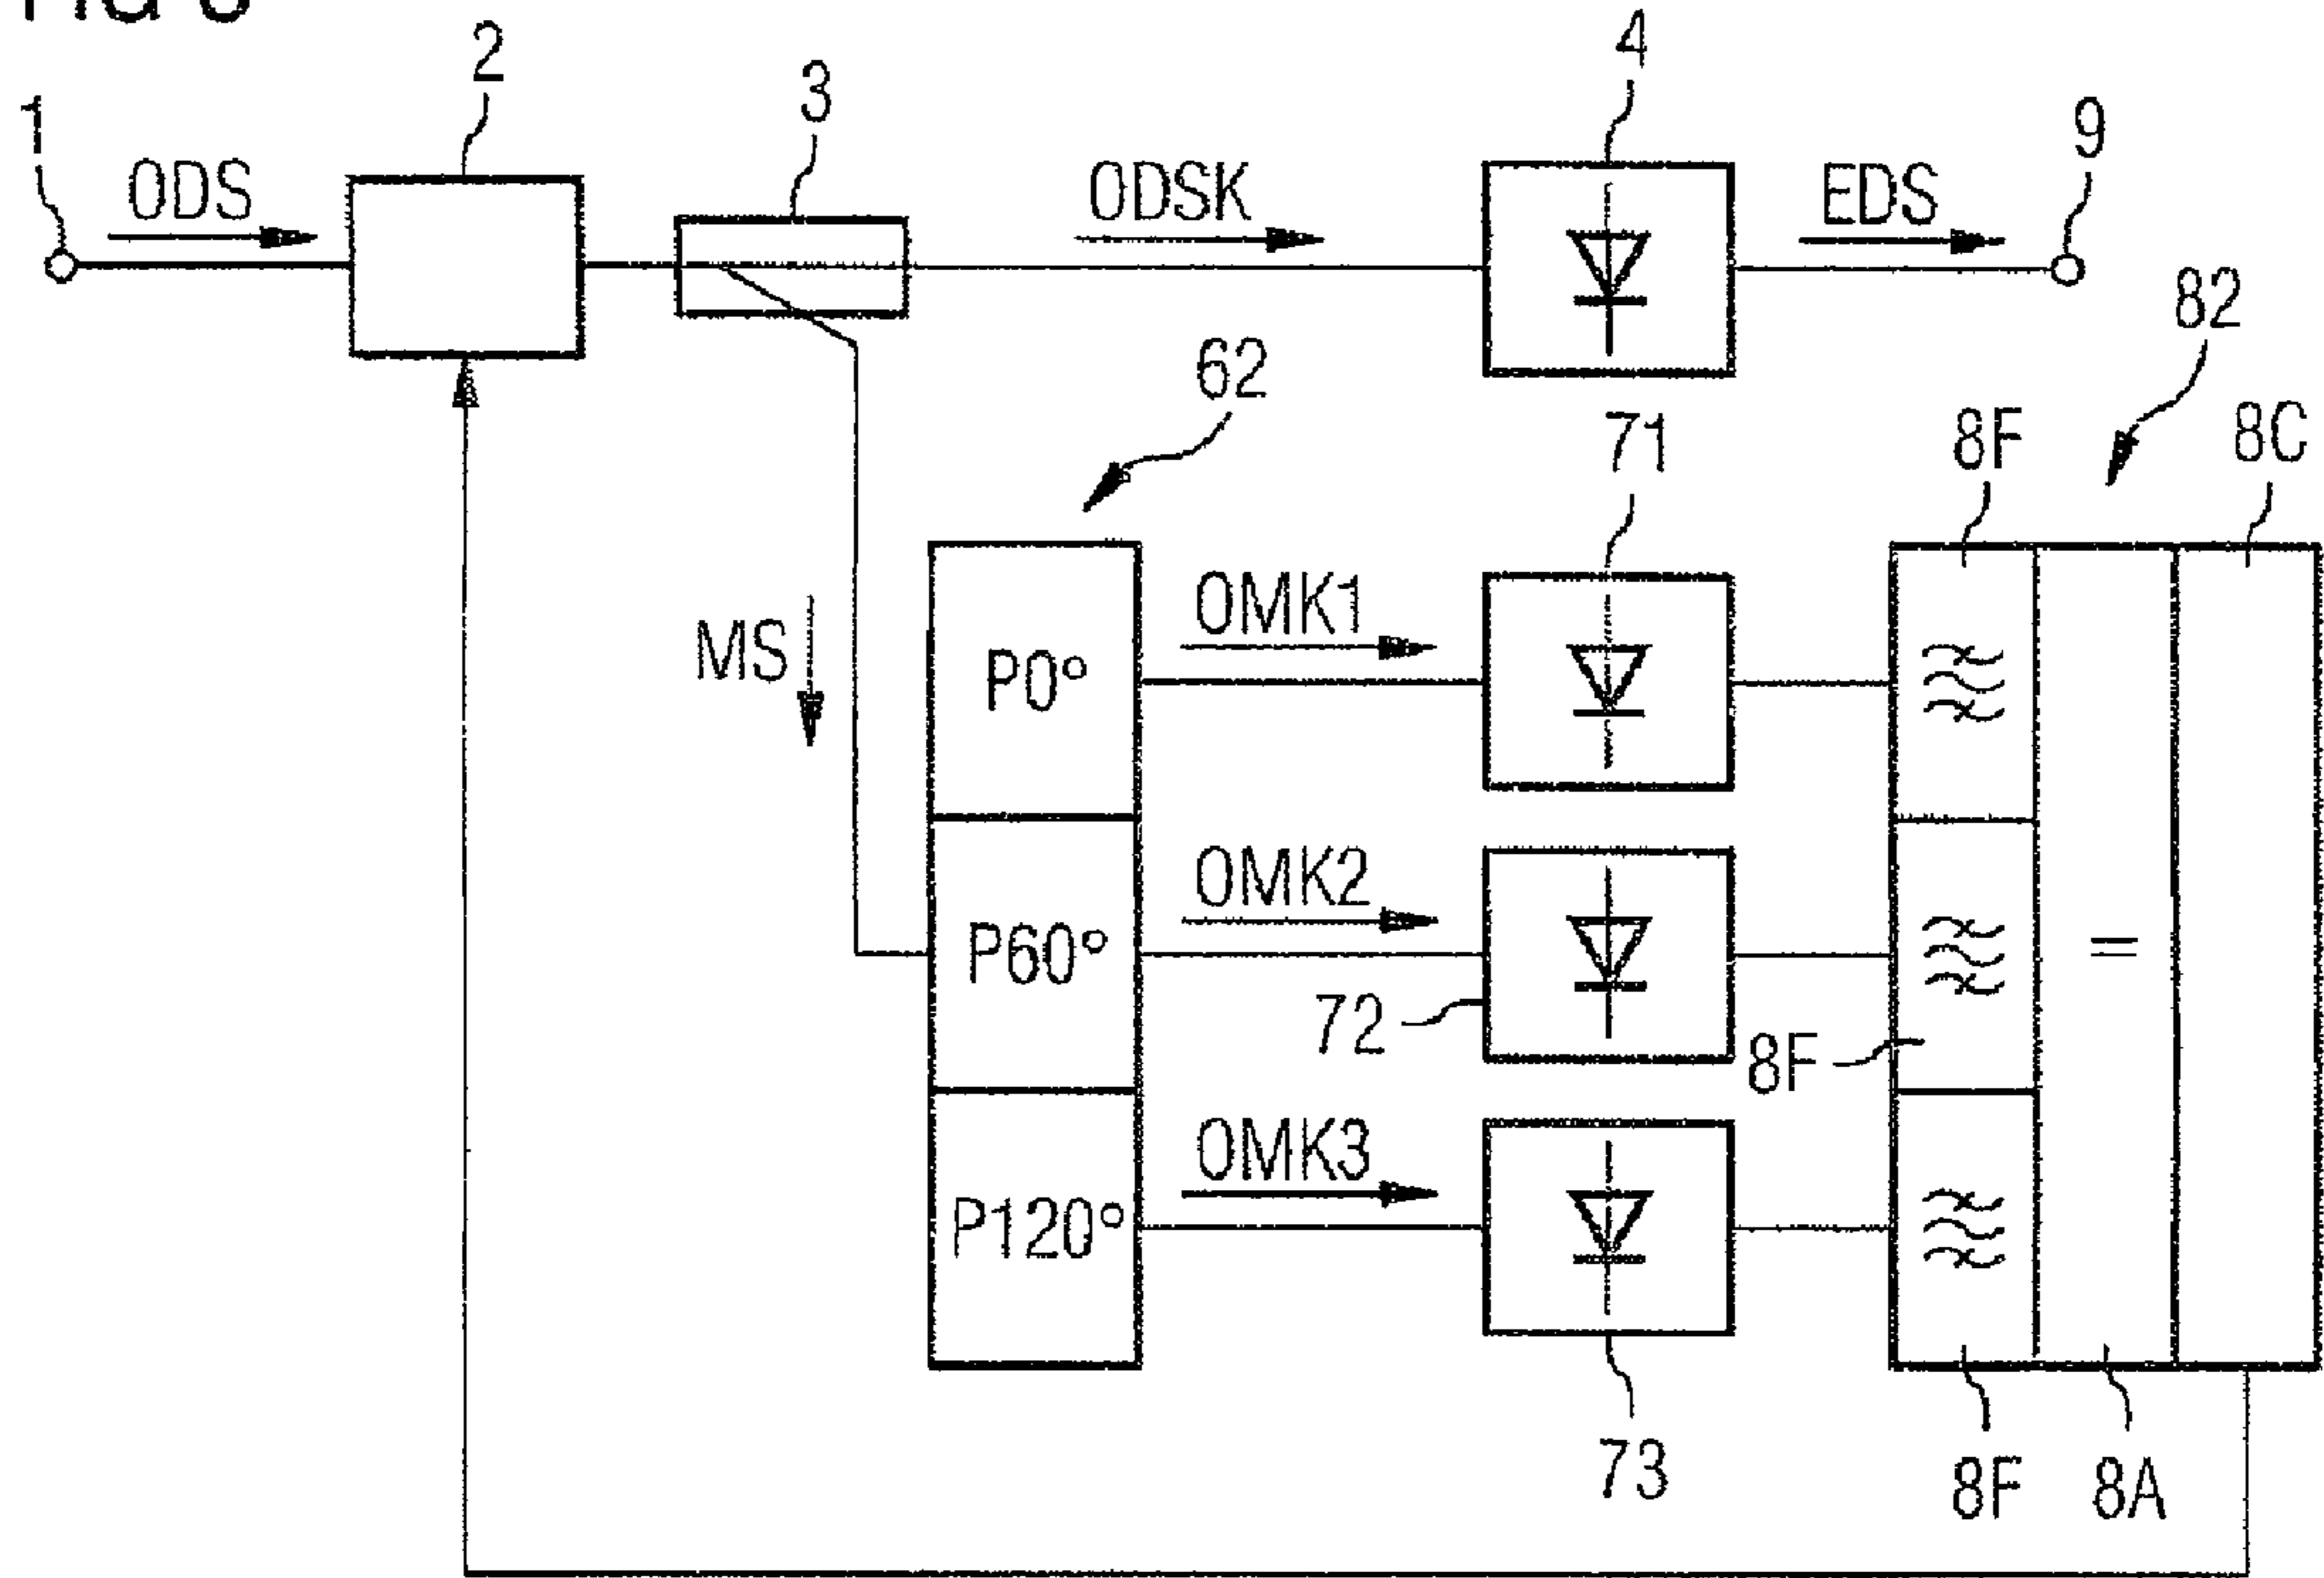 2
3
4
1
ODS
ODSK
EDS
9
82
62
71
8F
8C
MS
P0°
OMK1
P60°
OMK2
=
72
8F
P120°
OMK3
73
8F
8A